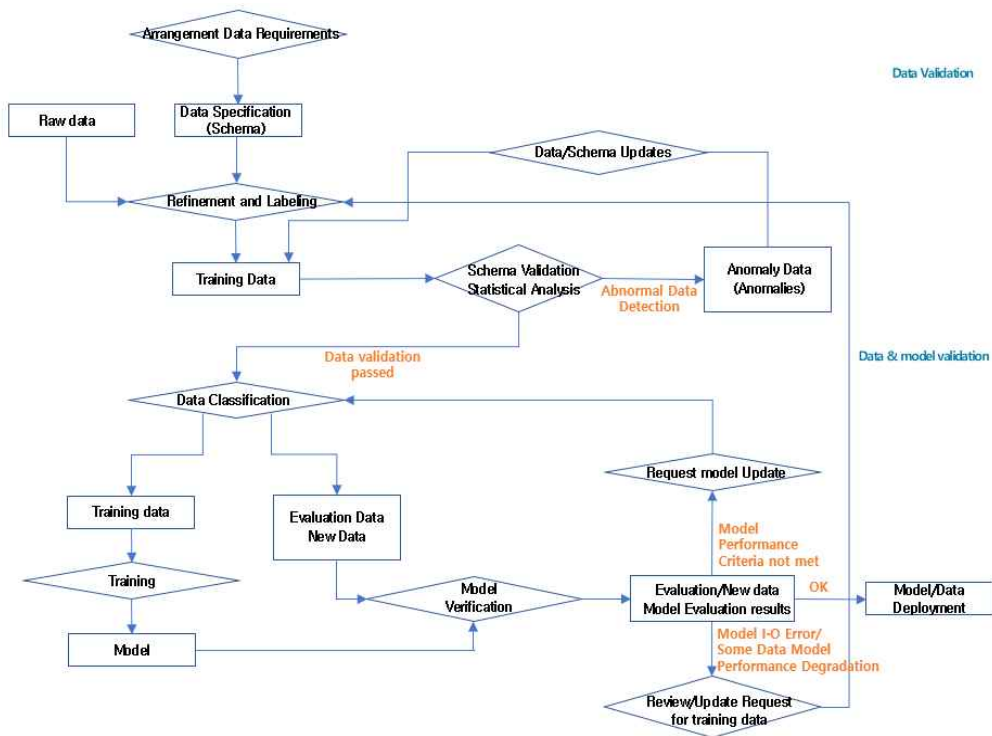 Arrangement Data Requirements
Data Validation
Raw data
Data Specification
(Schema)
Data/Schema Updates
Refinement and Labeling
Training Data
Schema Validation
Statistical Analysis
Abnormal Data
Detection
Anomaly Data
(Anomalies)
Data validation
passed
Data & model validation
Data Classification
Request model Update
Training data
Evaluation Data
New Data
Model
Performance
Criteria not met
Training
Model
Verification
Evaluation/New data
Model Evaluation results
OK
Model/Data
Deployment
Model
Model I-O Error/
Some Data Model
Performance Degradation
Review/Update Request
for training data